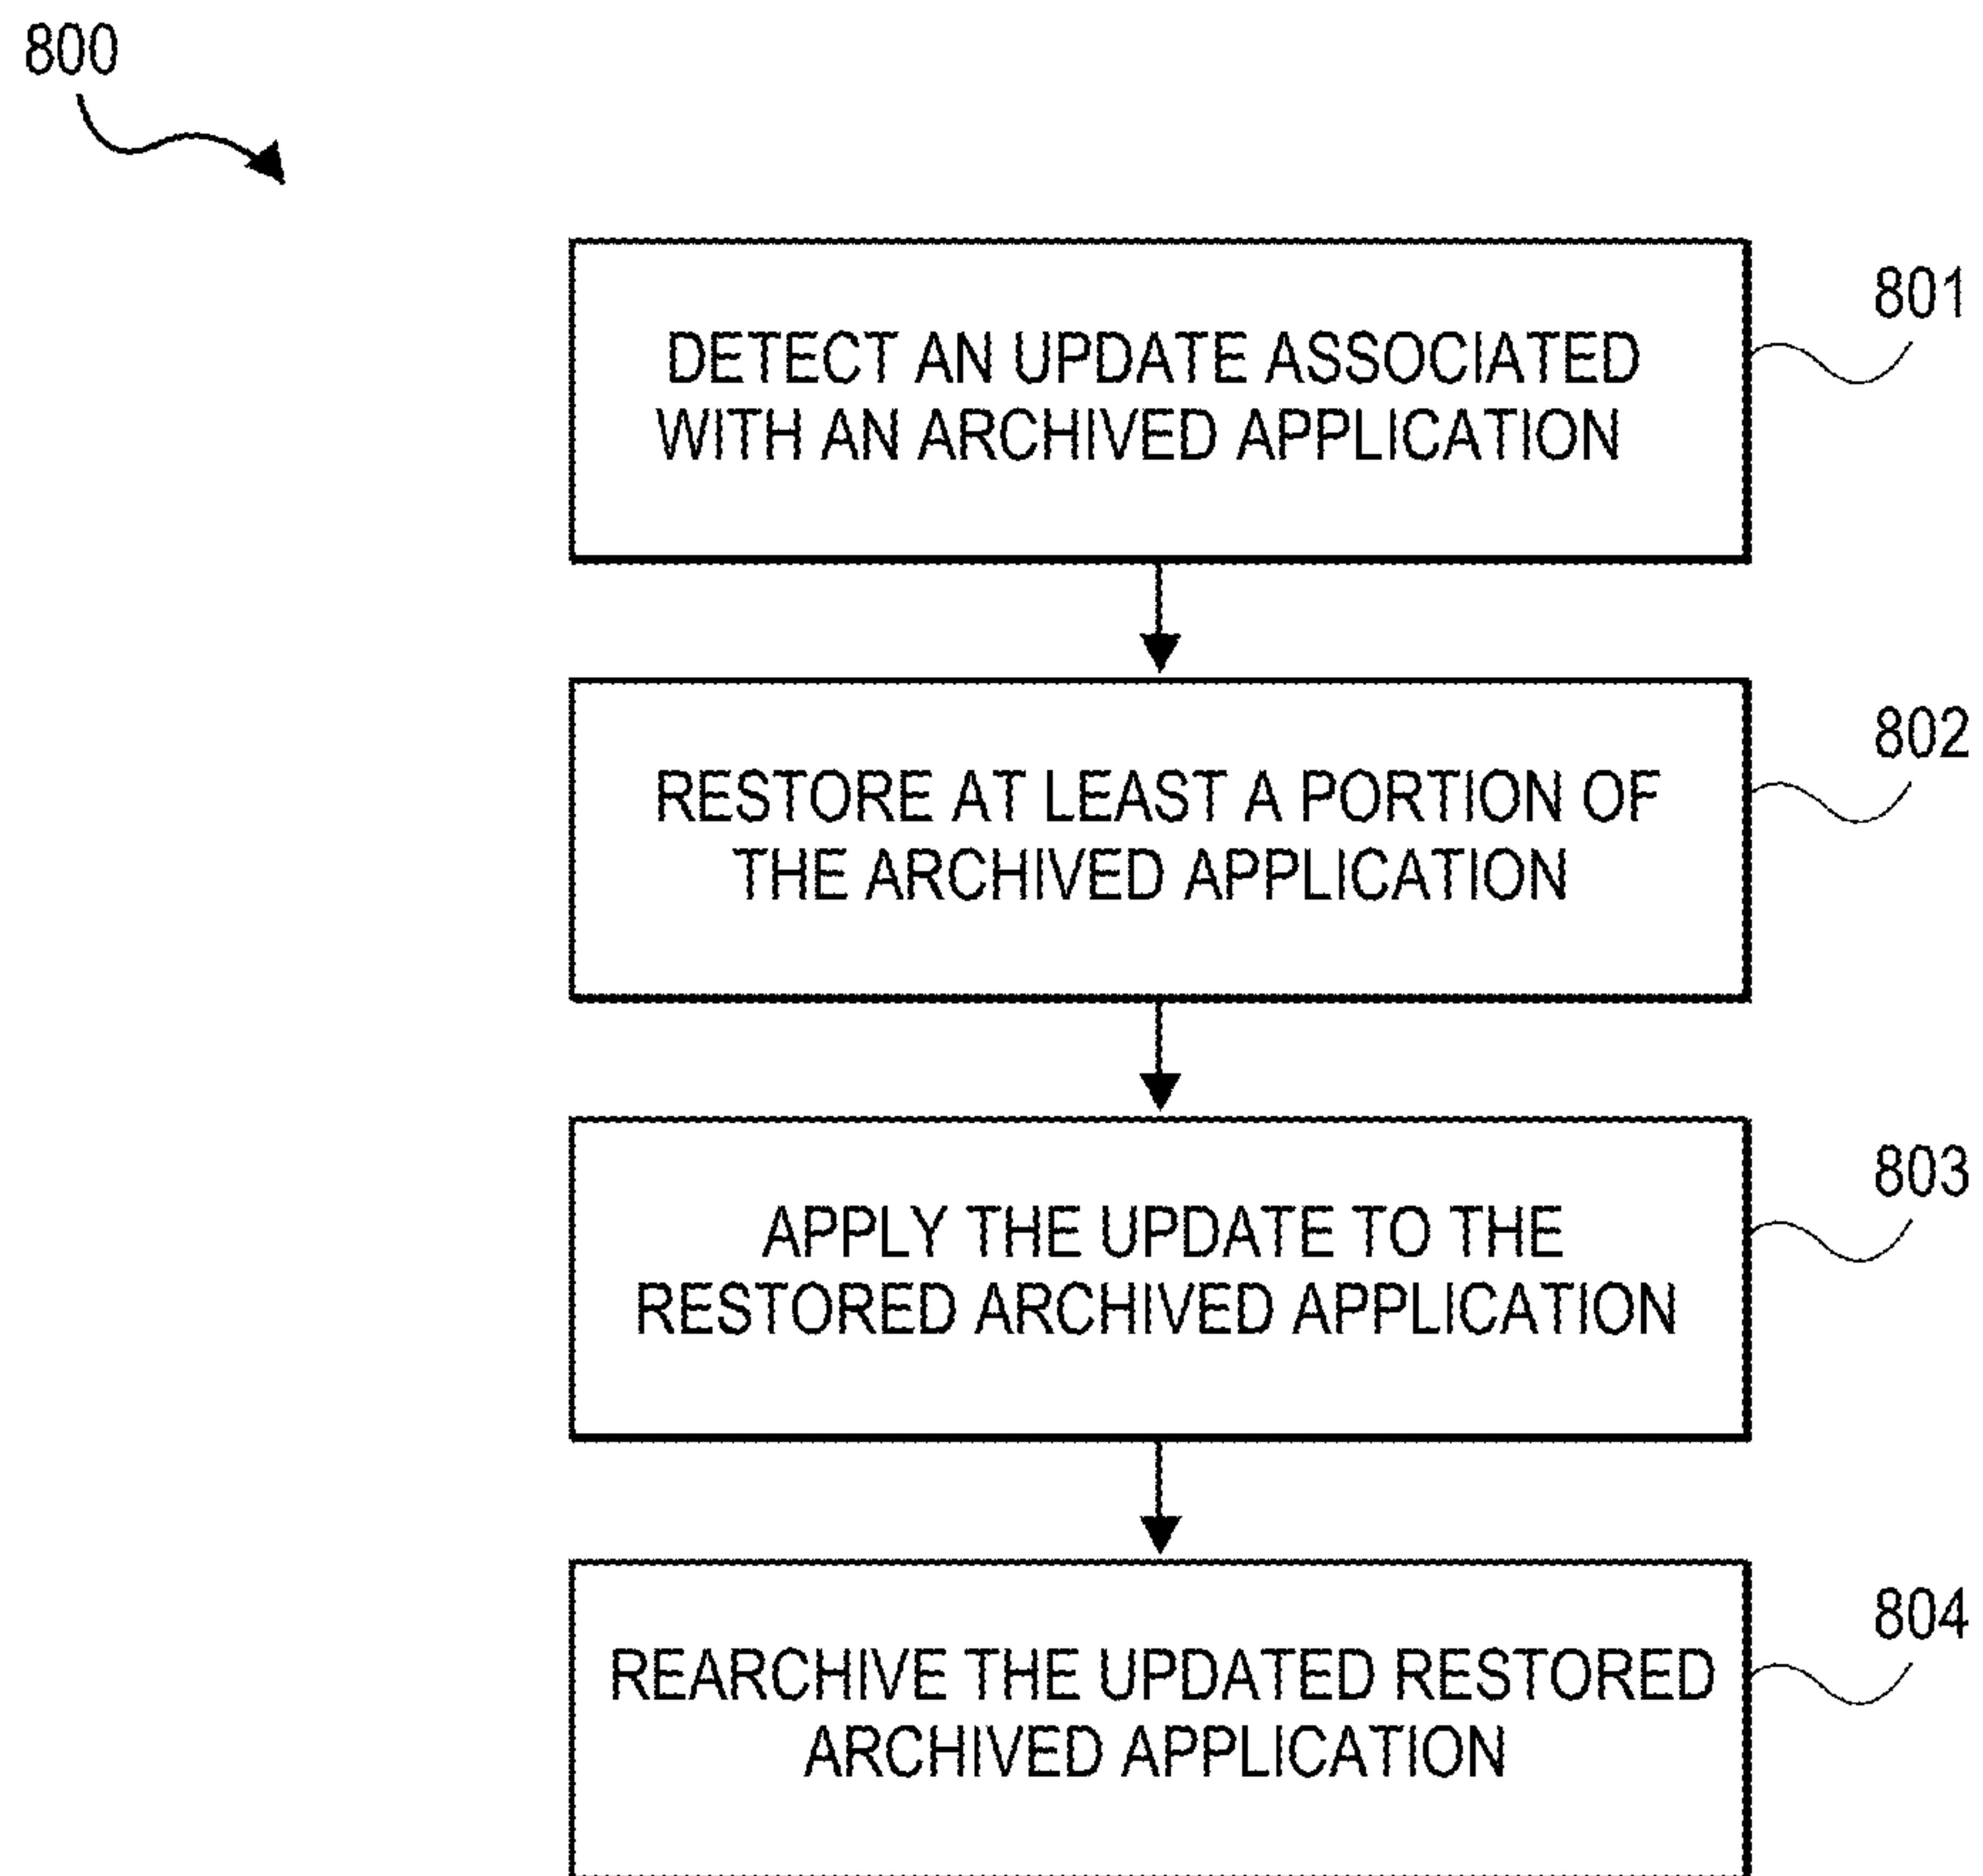 800
DETECT AN UPDATE ASSOCIATED
WITH AN ARCHIVED APPLICATION
801
RESTORE AT LEAST A PORTION OF
THE ARCHIVED APPLICATION
802
APPLY THE UPDATE TO THE
RESTORED ARCHIVED APPLICATION
803
REARCHIVE THE UPDATED RESTORED
ARCHIVED APPLICATION
804